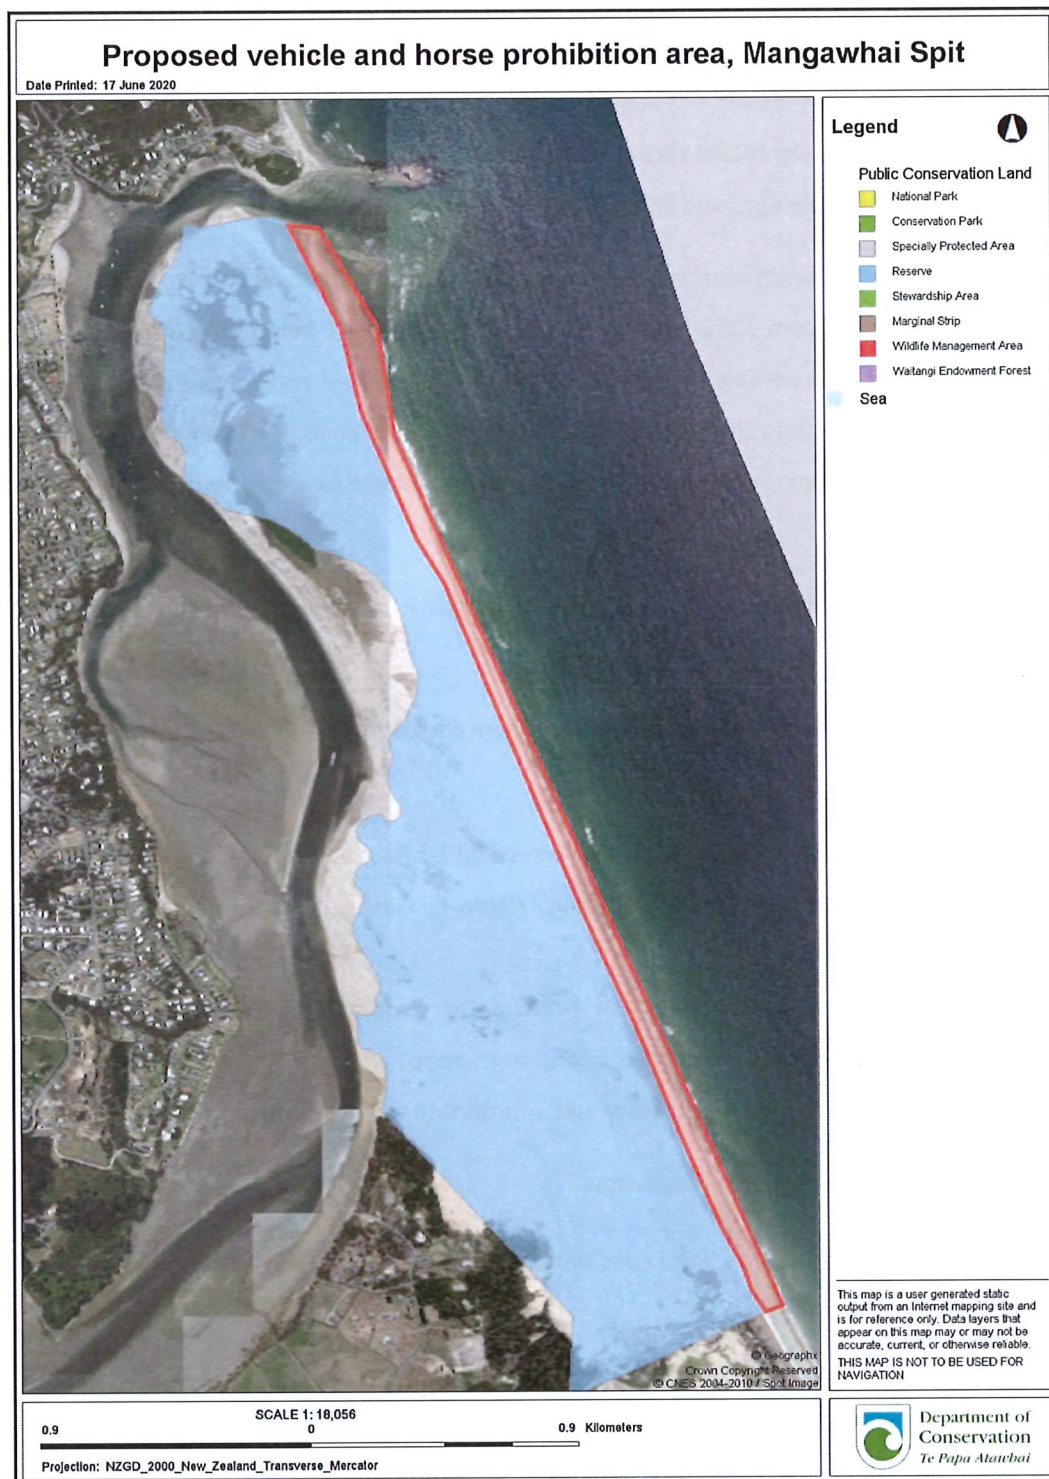 Proposed vehicle and horse prohibition area, Mangawhai Spit
Date Printed: 17 June 2020
Legend
Public Conservation Land
National Park
Conservation Park
Specially Protected Area
Reserve
Stewardship Area
Marginal Strip
Wildlife Management Area
Waitangi Endowment Forest
Sea
© Geographx
Crown Copyright Reserved
© CNES 2004-2010 / Spot Image
This map is a user generated static
output from an Internet mapping site and
is for reference only. Data layers that
appear on this map may or may not be
accurate, current, or otherwise reliable.
THIS MAP IS NOT TO BE USED FOR
NAVIGATION
SCALE 1: 18,056
0.9 0 0.9 Kilometers
Projection: NZGD_2000_New_Zealand_Transverse_Mercator
Department of
Conservation
Te Papa Atawhai